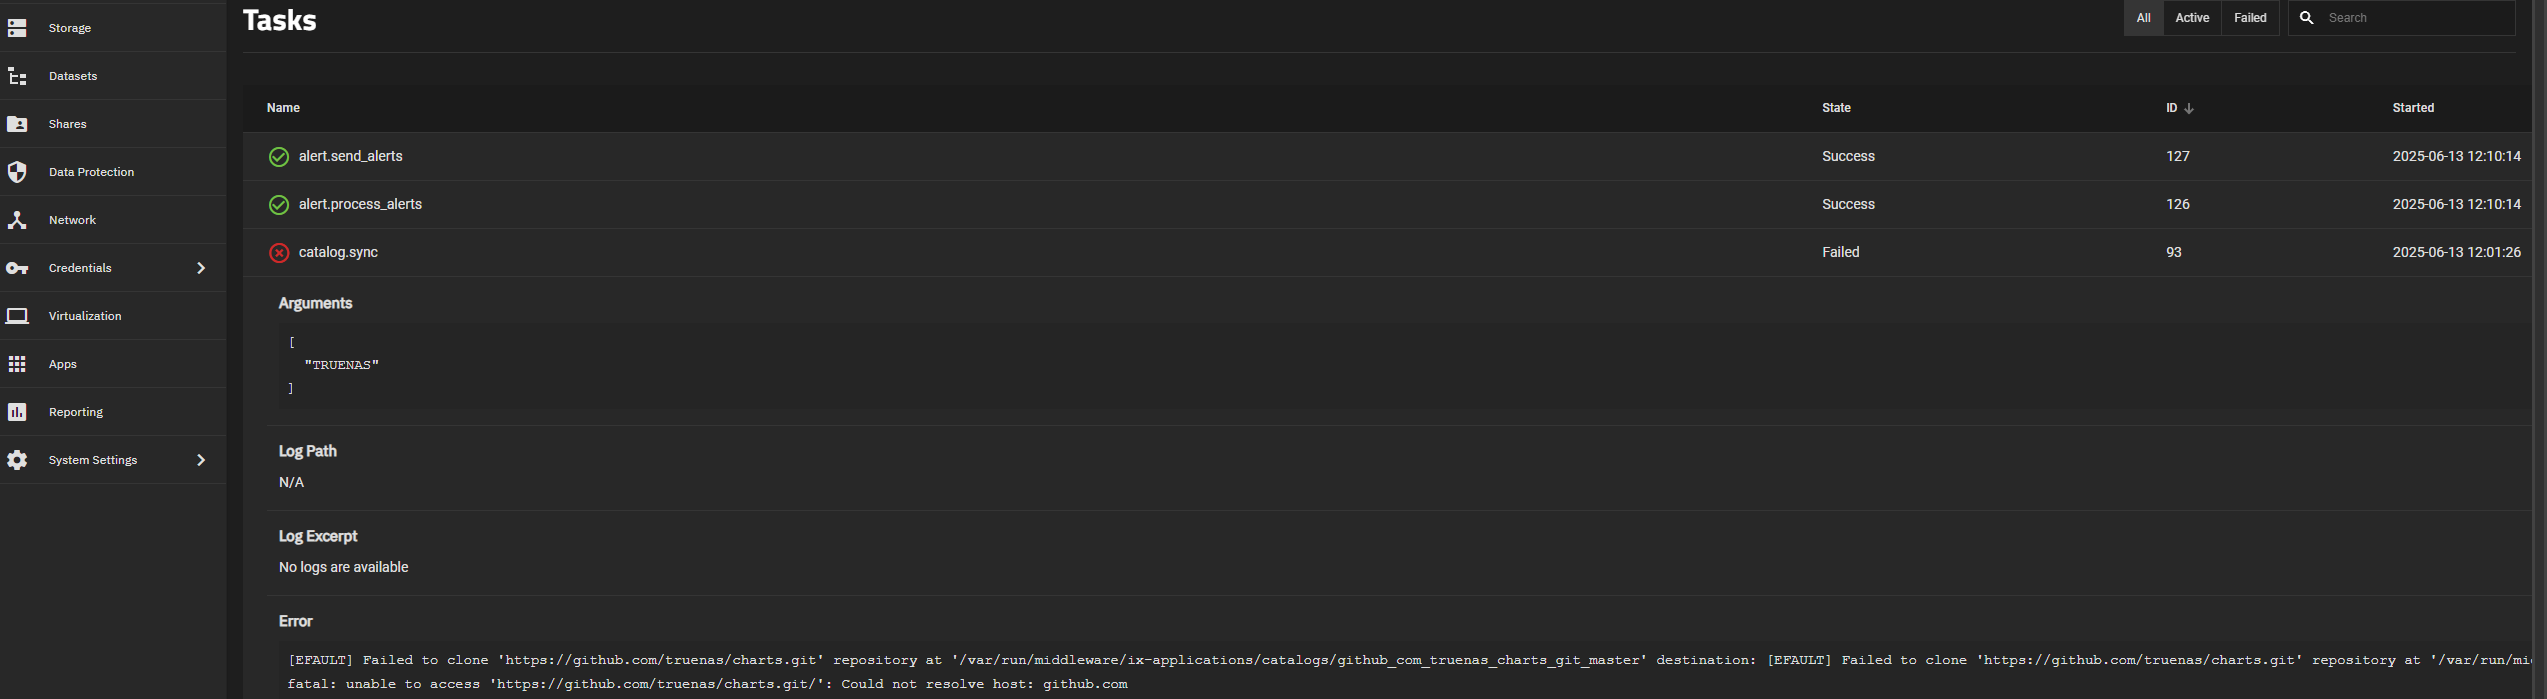 Storage
Datasets
Shares
Data Protection
Network
Credentials
Virtualization
Apps
Reporting
System Settings
Tasks
All Active Failed Search
Name State ID Started
alert.send_alerts Success 127 2025-06-13 12:10:14
alert.process_alerts Success 126 2025-06-13 12:10:14
catalog.sync Failed 93 2025-06-13 12:01:26
Arguments
[
"TRUENAS"
]
Log Path
N/A
Log Excerpt
No logs are available
Error
[EFAULT] Failed to clone 'https://github.com/truenas/charts.git' repository at '/var/run/middleware/ix-applications/catalogs/github_com_truenas_charts_git_master' destination: [EFAULT] Failed to clone 'https://github.com/truenas/charts.git' repository at '/var/run/mi
fatal: unable to access 'https://github.com/truenas/charts.git/': Could not resolve host: github.com